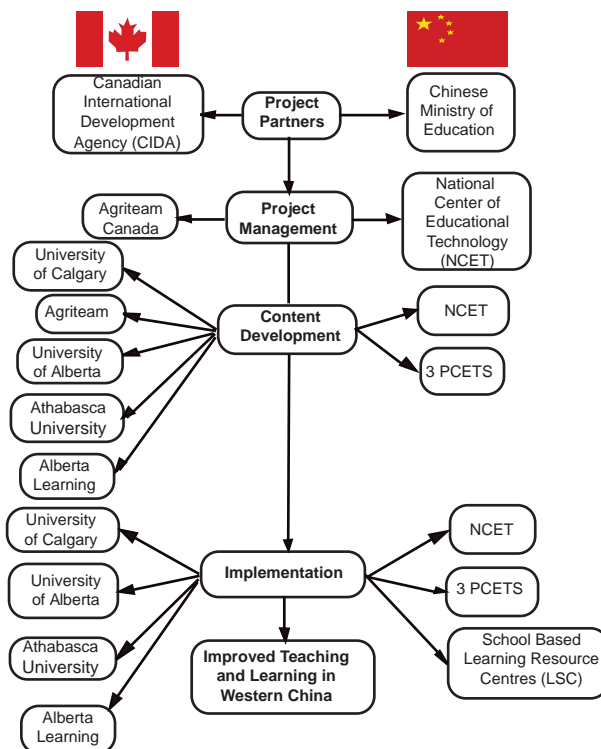 Canadian
International
Development
Agency (CIDA)
Project
Partners
Chinese
Ministry of
Education
Agriteam
Canada
Project
Management
National
Center of
Educational
Technology
(NCET)
University
of Calgary
Agriteam
University
of Alberta
Athabasca
University
Alberta
Learning
Content
Development
NCET
3 PCETS
University
of Calgary
University
of Alberta
Athabasca
University
Alberta
Learning
Implementation
NCET
3 PCETS
School Based
Learning Resource
Centres (LSC)
Improved Teaching
and Learning in
Western China